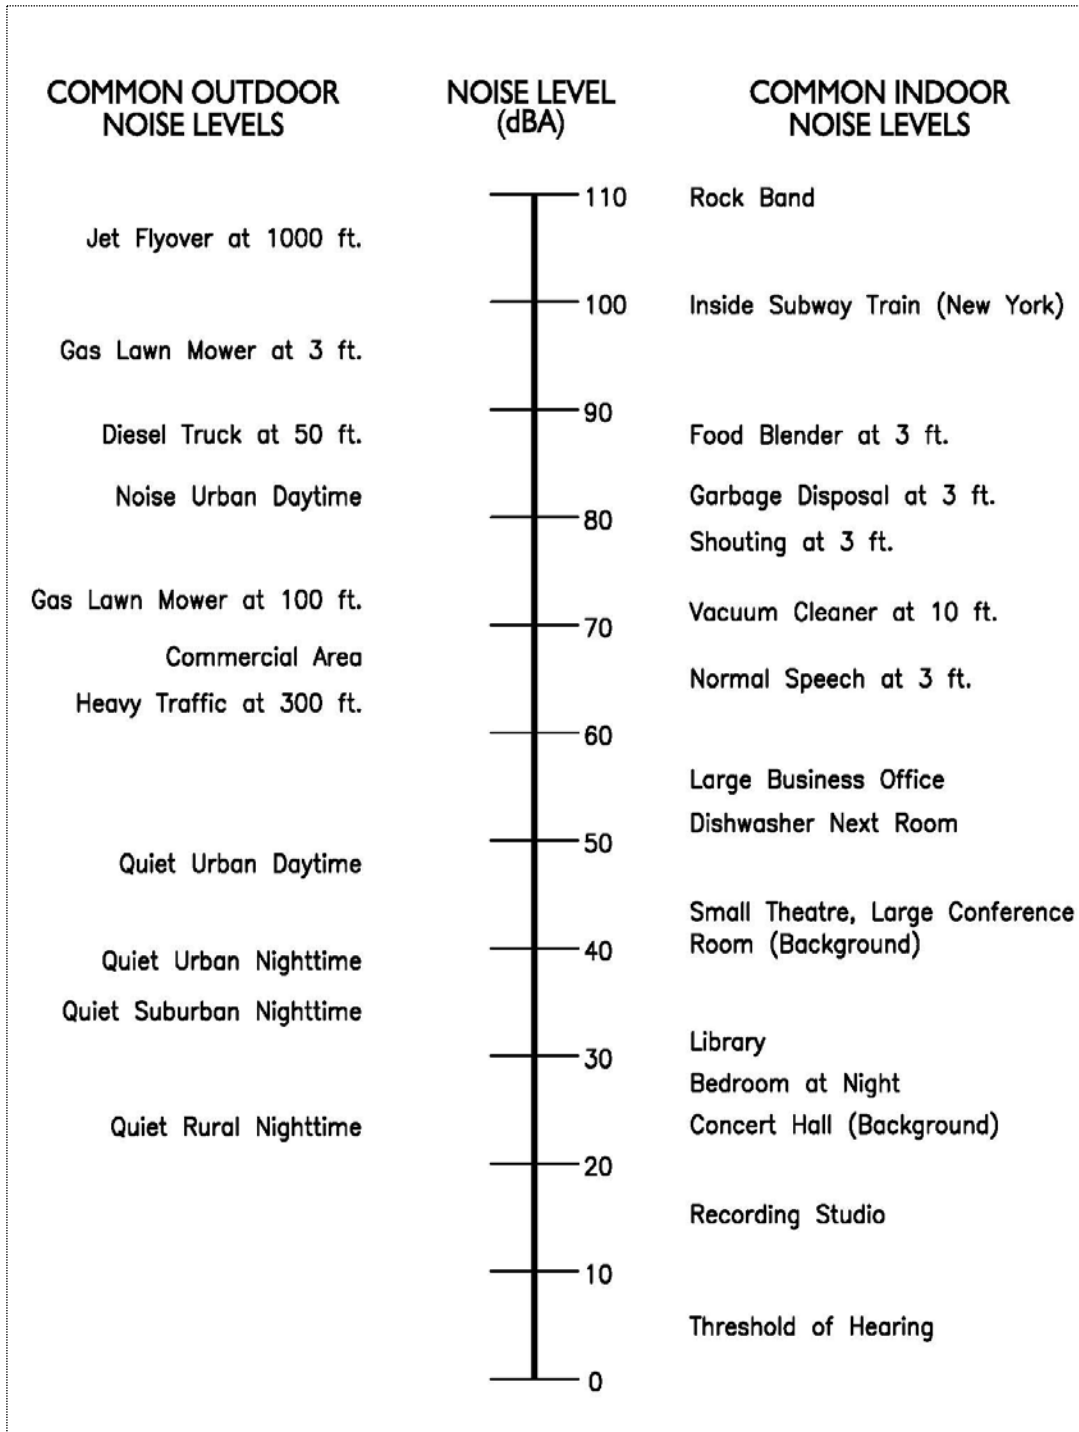 COMMON OUTDOOR
NOISE LEVELS
NOISE LEVEL
(dBA)
COMMON INDOOR
NOISE LEVELS
110
Rock Band
Jet Flyover at 1000 ft.
100
Inside Subway Train (New York)
Gas Lawn Mower at 3 ft.
90
Diesel Truck at 50 ft.
Food Blender at 3 ft.
Noise Urban Daytime
Garbage Disposal at 3 ft.
80
Shouting at 3 ft.
Gas Lawn Mower at 100 ft.
Vacuum Cleaner at 10 ft.
70
Commercial Area
Normal Speech at 3 ft.
Heavy Traffic at 300 ft.
60
Large Business Office
Dishwasher Next Room
50
Quiet Urban Daytime
Small Theatre, Large Conference
Room (Background)
40
Quiet Urban Nighttime
Quiet Suburban Nighttime
Library
30
Bedroom at Night
Quiet Rural Nighttime
Concert Hall (Background)
20
Recording Studio
10
Threshold of Hearing
0